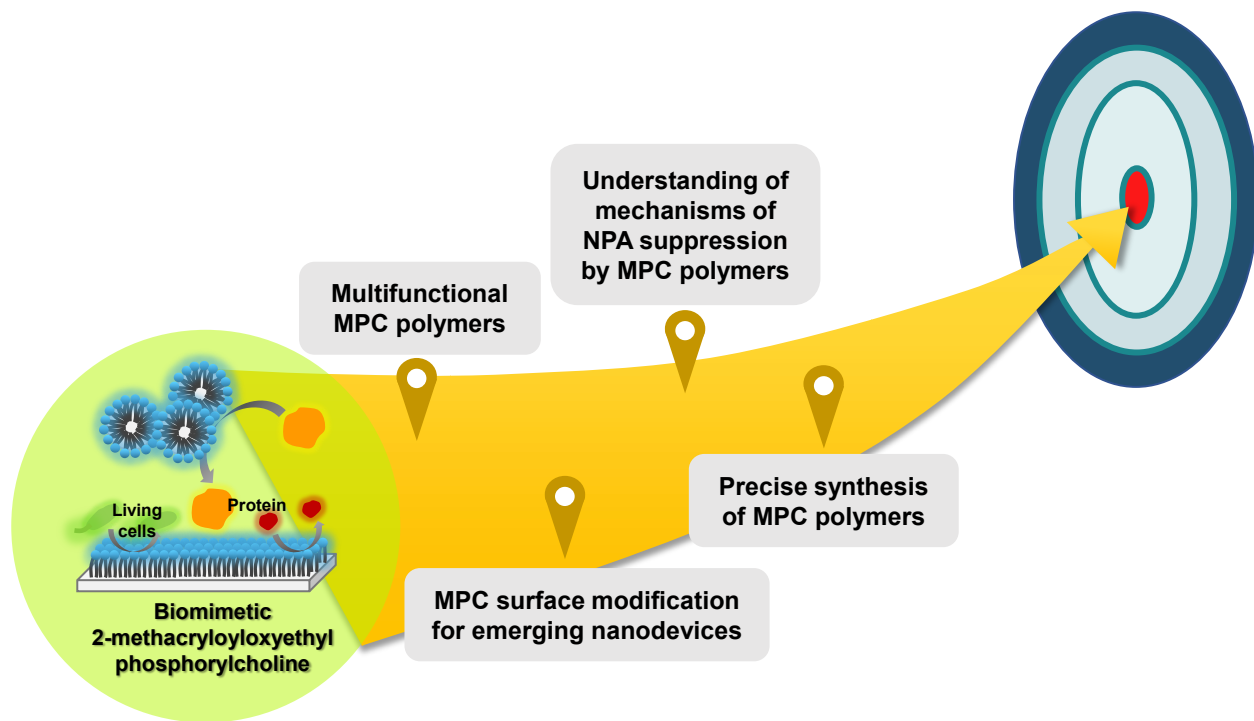 Understanding of
mechanisms of
NPA suppression
by MPC polymers
Multifunctional
MPC polymers
Precise synthesis
of MPC polymers
MPC surface modification
for emerging nanodevices
Living
cells
Protein
Biomimetic
2-methacryloyloxyethyl
phosphorylcholine